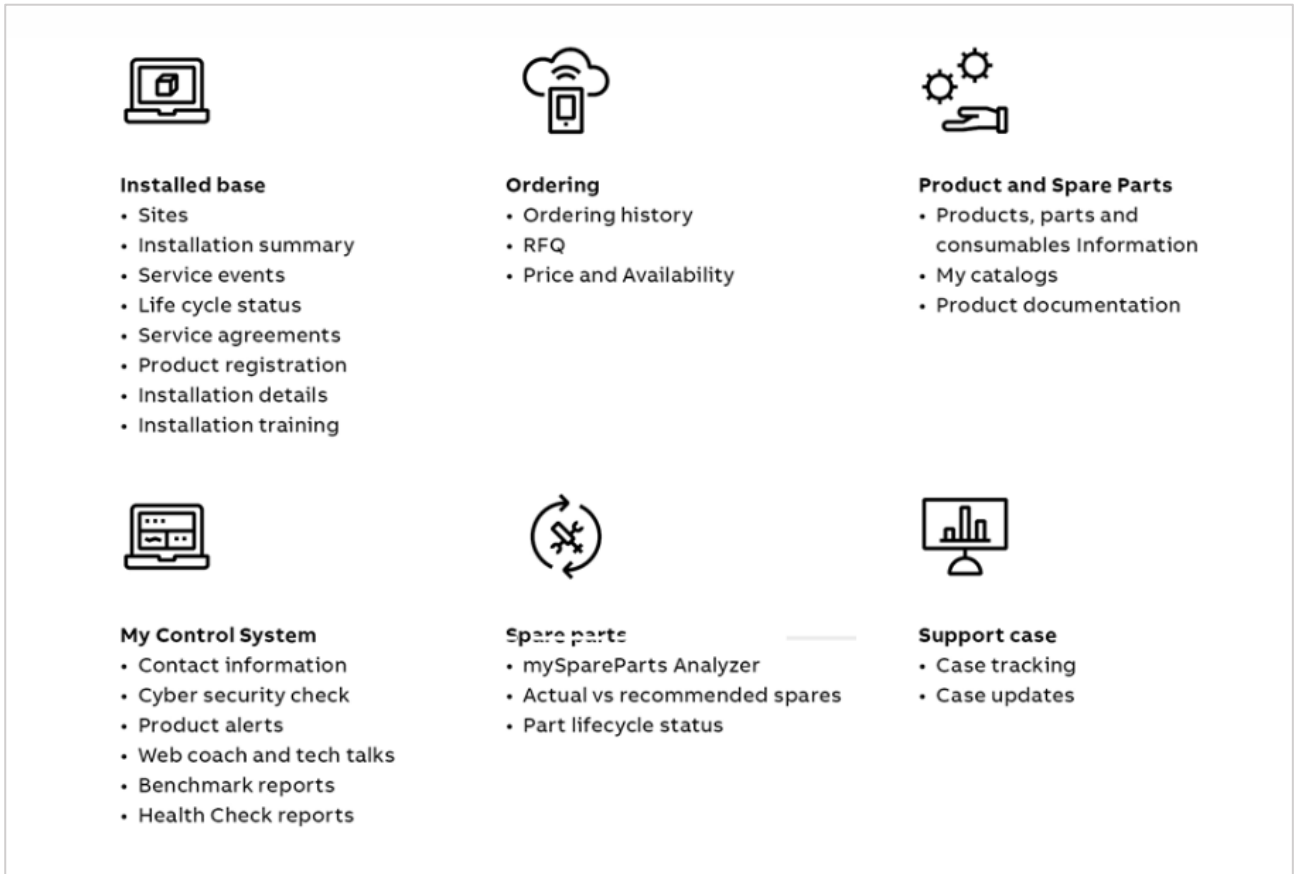 Installed base
• Sites
• Installation summary
• Service events
• Life cycle status
• Service agreements
• Product registration
• Installation details
• Installation training
Ordering
• Ordering history
• RFQ
• Price and Availability
Product and Spare Parts
• Products, parts and
consumables Information
• My catalogs
• Product documentation
My Control System
• Contact information
• Cyber security check
• Product alerts
• Web coach and tech talks
• Benchmark reports
• Health Check reports
Spare parts
• mySpareParts Analyzer
• Actual vs recommended spares
• Part lifecycle status
Support case
• Case tracking
• Case updates